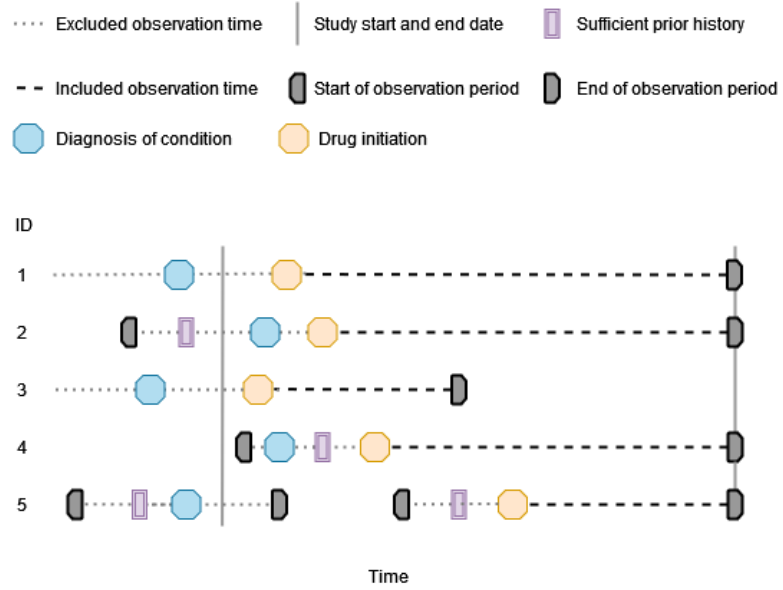 Excluded observation time Study start and end date Sufficient prior history
Included observation time Start of observation period End of observation period
Diagnosis of condition Drug initiation
ID
1
2
3
4
5
Time